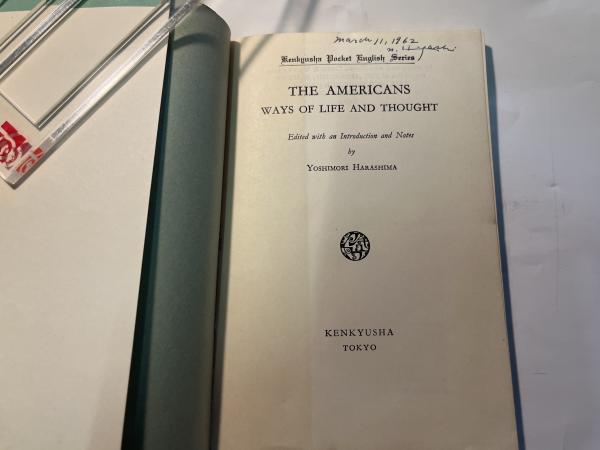 March 11, 1962
Kenkyusha Pocket English Series
THE AMERICANS
WAYS OF LIFE AND THOUGHT
Edited with an Introduction and Notes
by
YOSHIMORI HARASHIMA
KENKYUSHA
TOKYO